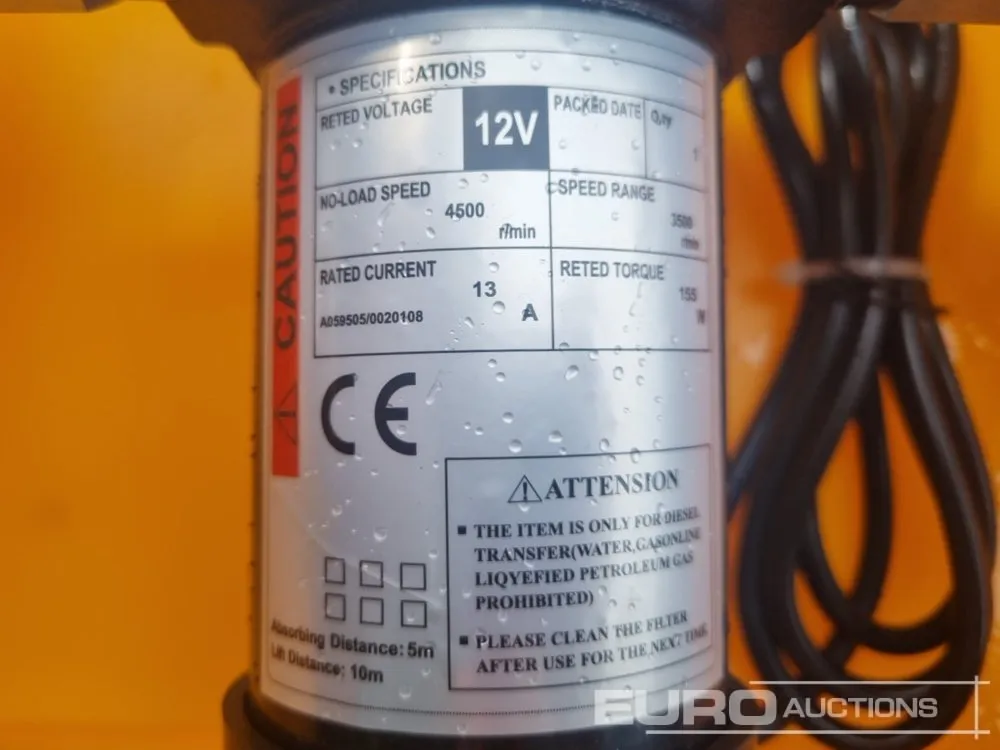 CAUTION
• SPECIFICATIONS
RETED VOLTAGE 12V PACKED DATE Q,TY 1
NO-LOAD SPEED 4500 r/min SPEED RANGE 3500 r/min
RATED CURRENT 13 A RETED TORQUE 155 N
A059505/0020108
CE
ATTENSION
THE ITEM IS ONLY FOR DIESEL
TRANSFER(WATER,GASONLINE
LIQYEFIED PETROLEUM GAS
PROHIBITED)
PLEASE CLEAN THE FILTER
AFTER USE FOR THE NEXT TIME
Absorbing Distance: 5m
Lift Distance: 10m
EURO AUCTIONS